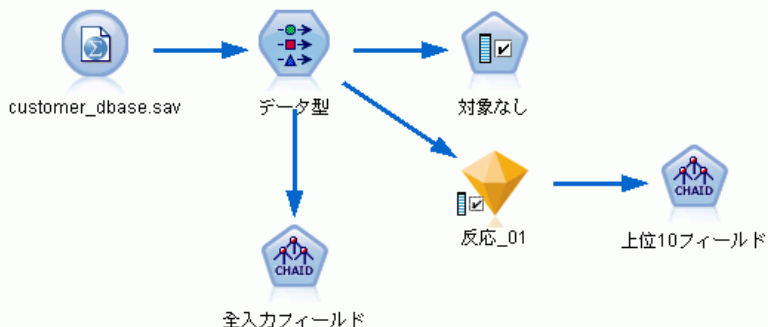 customer_dbase.sav
データ型
対象なし
反応_01
CHAID
上位10フィールド
CHAID
全入力フィールド